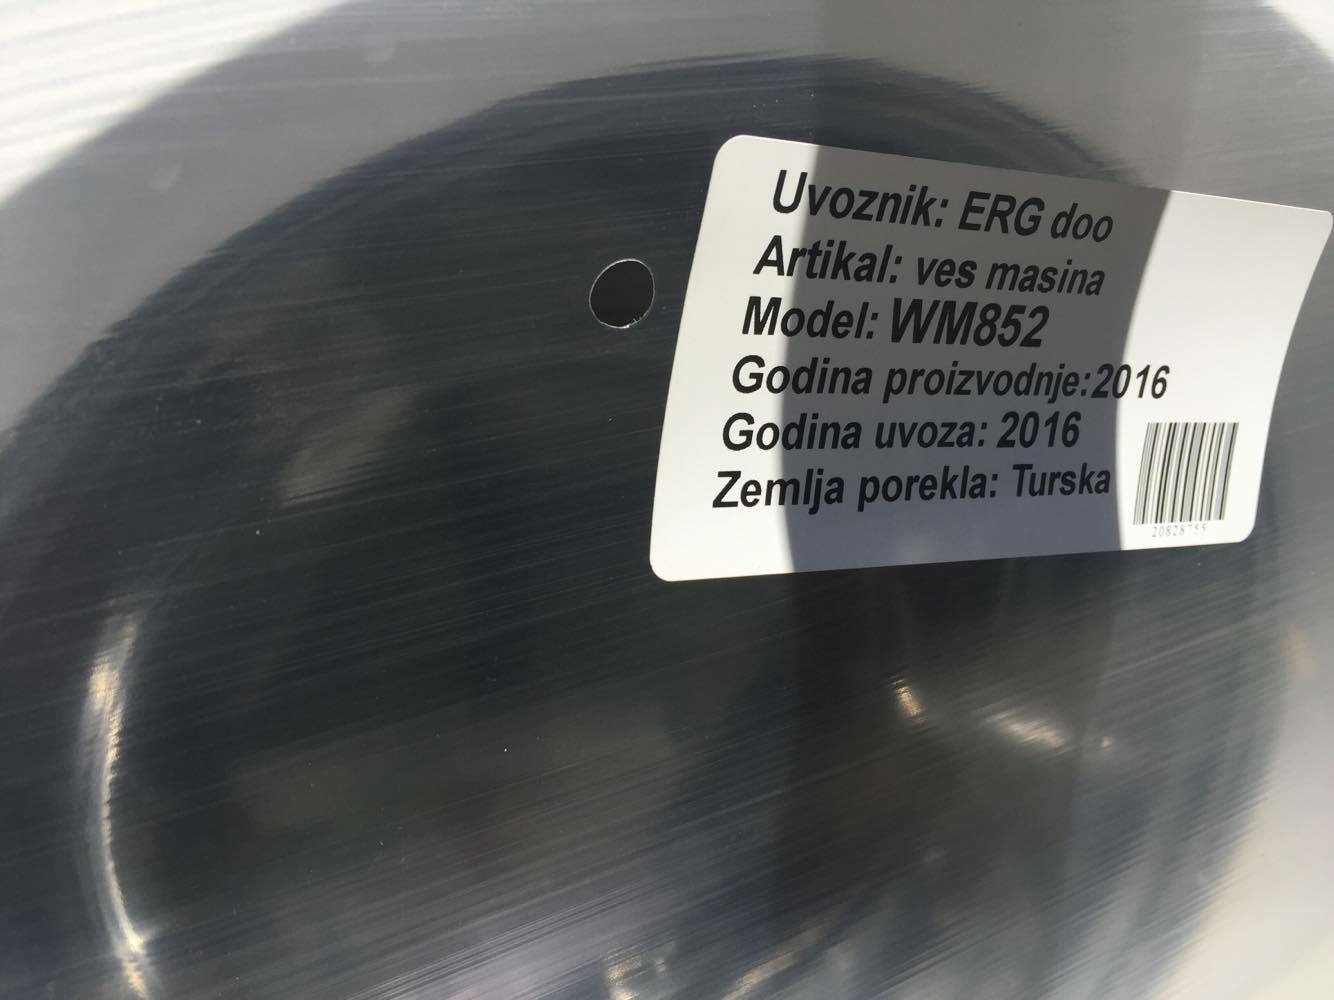 Uvoznik: ERG doo
Artikal: ves masina
Model: WM852
Godina proizvodnje:2016
Godina uvoza: 2016
Zemlja porekla: Turska